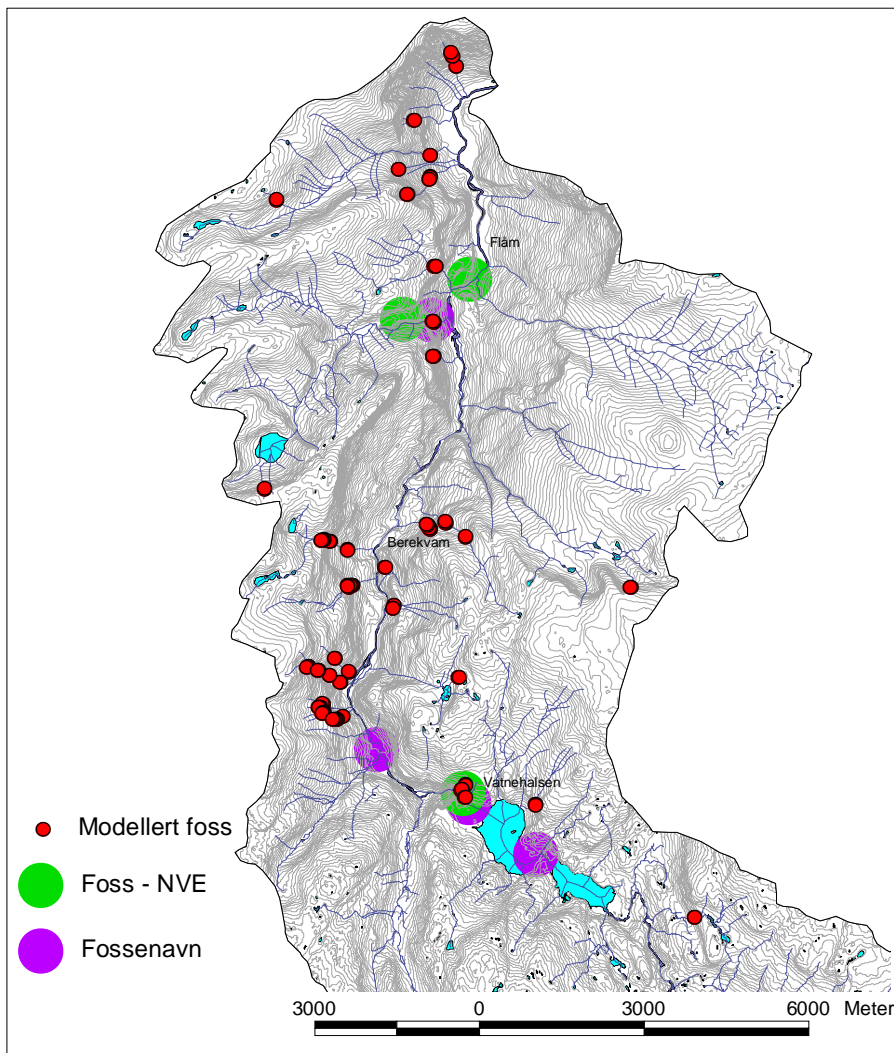 Flåm
Berekvam
Vatnehalsen
Modellert foss
Foss - NVE
Fossenavn
3000 0 3000 6000 Meter